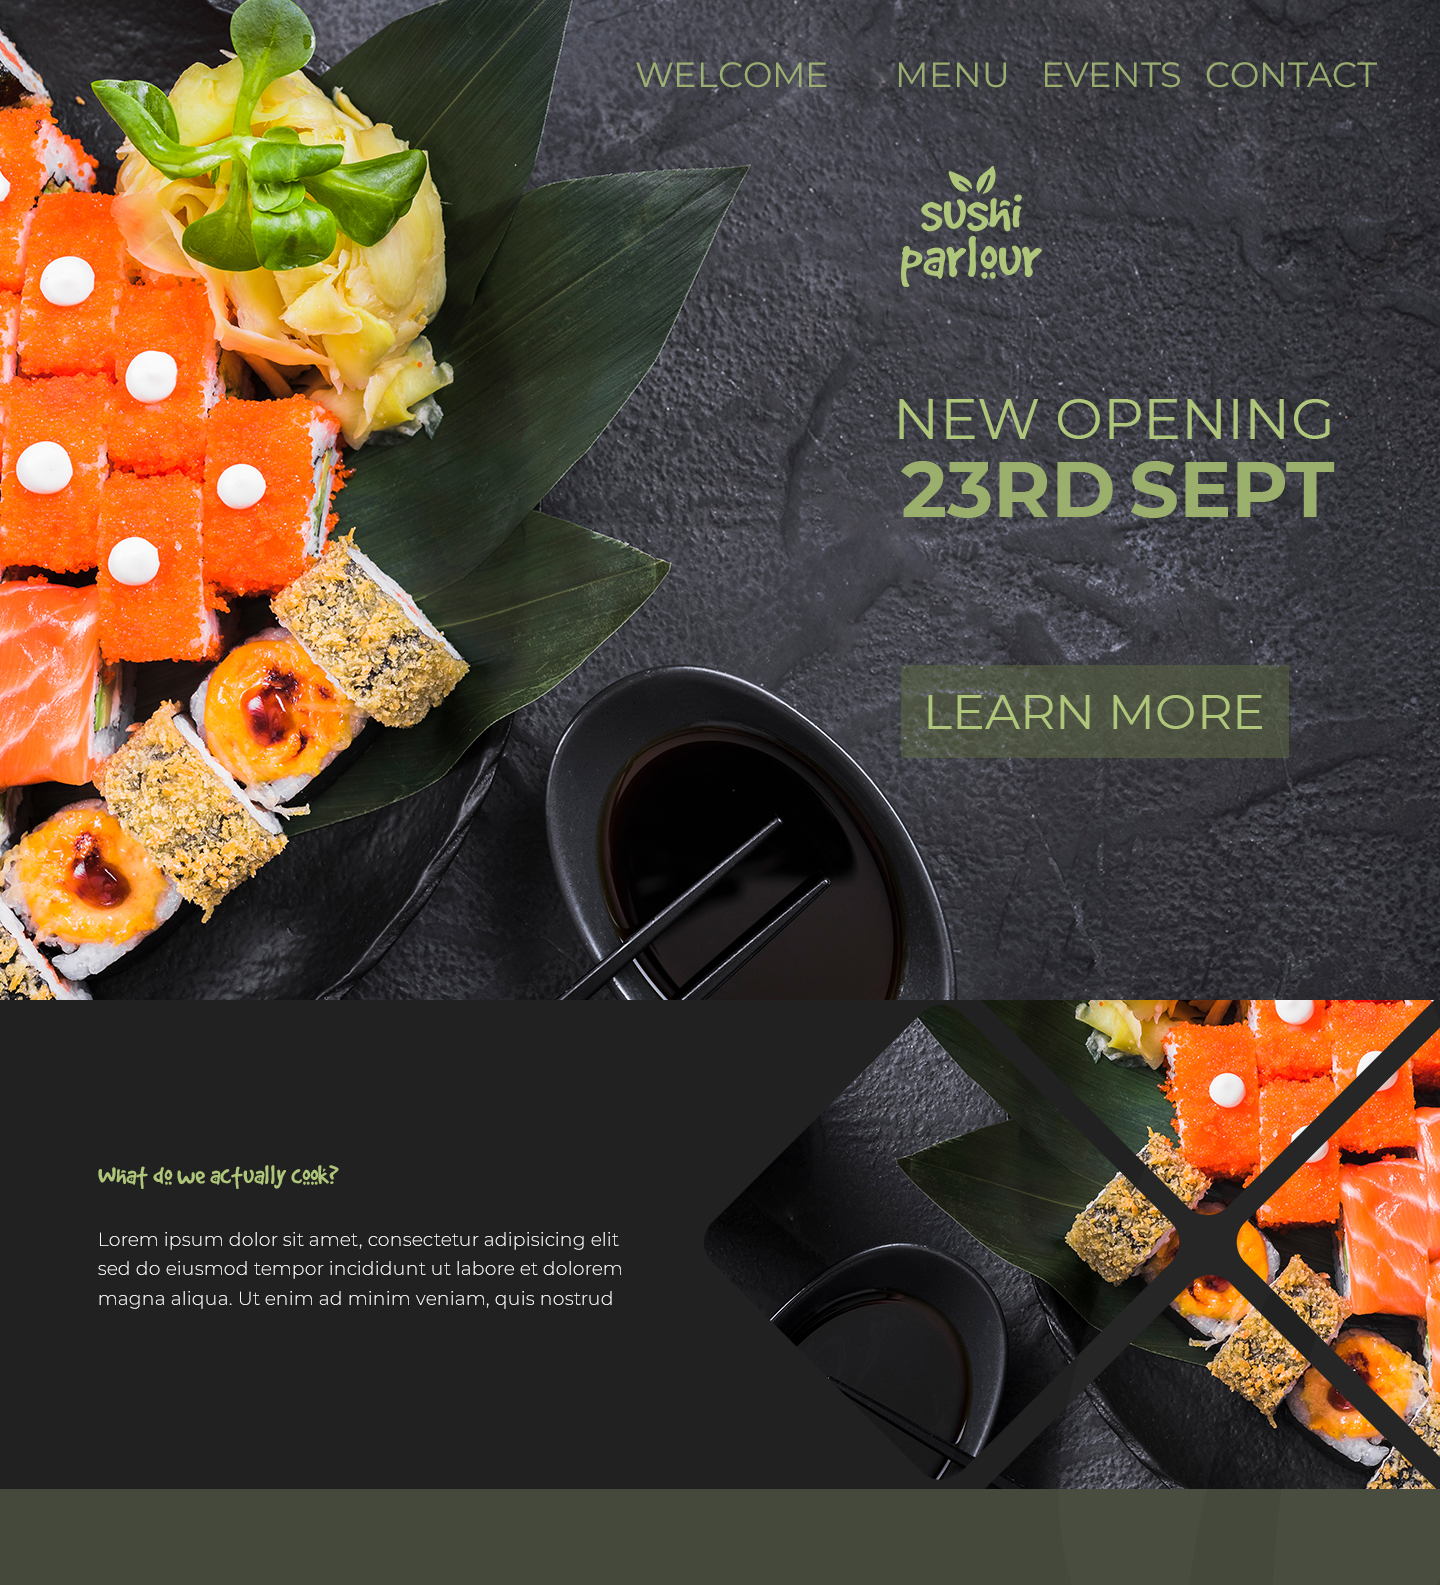 WELCOME MENU EVENTS CONTACT
sushi
parlour
NEW OPENING
23RD SEPT
LEARN MORE
What do we actually cook?
Lorem ipsum dolor sit amet, consectetur adipisicing elit
sed do eiusmod tempor incididunt ut labore et dolorem
magna aliqua. Ut enim ad minim veniam, quis nostrud